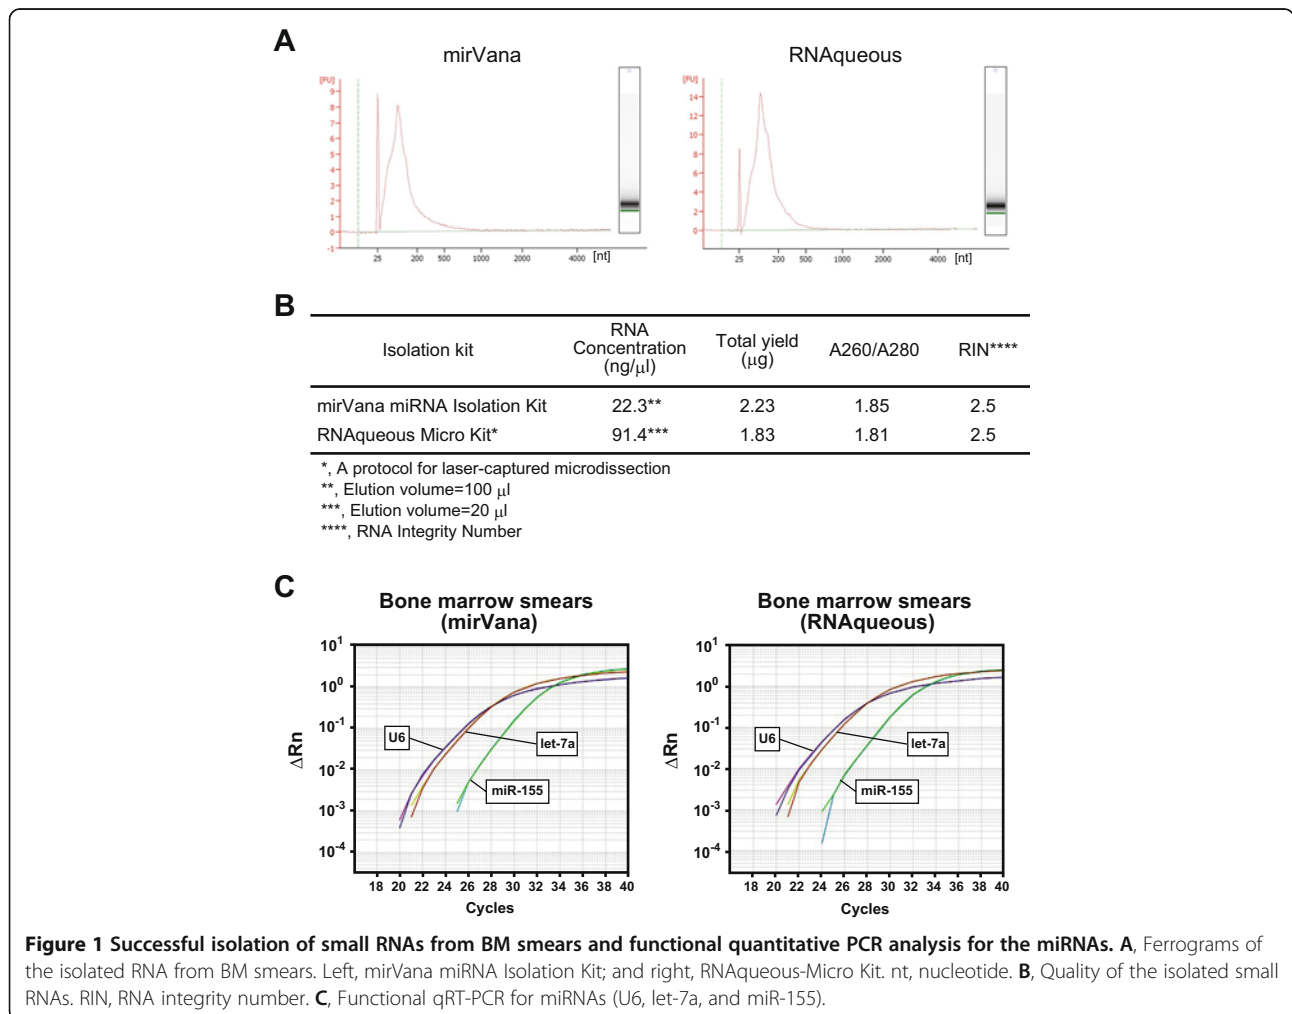 A
mirVana
RNAqueous
[FU]
9
8
7
6
5
4
3
2
1
0
-1
25 200 500 1000 2000 4000 [nt]
[FU]
14
12
10
8
6
4
2
0
25 200 500 1000 2000 4000 [nt]
B
Isolation kit
RNA
Concentration
(ng/μl)
Total yield
(μg)
A260/A280
RIN****
mirVana miRNA Isolation Kit 22.3** 2.23 1.85 2.5
RNAqueous Micro Kit* 91.4*** 1.83 1.81 2.5
*, A protocol for laser-captured microdissection
**, Elution volume=100 μl
***, Elution volume=20 μl
****, RNA Integrity Number
C
Bone marrow smears
(mirVana)
ΔRn
10¹
10⁰
10⁻¹
10⁻²
10⁻³
10⁻⁴
U6
let-7a
miR-155
18 20 22 24 26 28 30 32 34 36 38 40
Cycles
Bone marrow smears
(RNAqueous)
ΔRn
10¹
10⁰
10⁻¹
10⁻²
10⁻³
10⁻⁴
U6
let-7a
miR-155
18 20 22 24 26 28 30 32 34 36 38 40
Cycles
Figure 1 Successful isolation of small RNAs from BM smears and functional quantitative PCR analysis for the miRNAs. A, Ferrograms of
the isolated RNA from BM smears. Left, mirVana miRNA Isolation Kit; and right, RNAqueous-Micro Kit. nt, nucleotide. B, Quality of the isolated small
RNAs. RIN, RNA integrity number. C, Functional qRT-PCR for miRNAs (U6, let-7a, and miR-155).